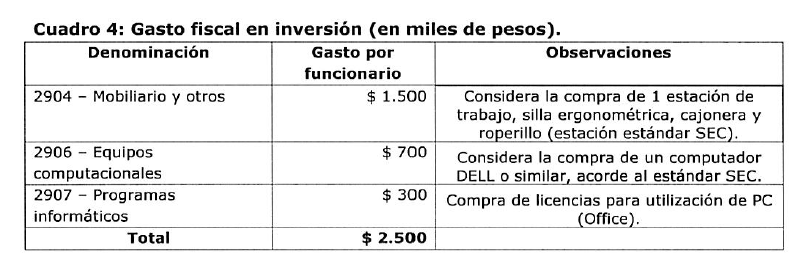 Cuadro 4: Gasto fiscal en inversión (en miles de pesos).
Denominación
Gasto por
funcionario
Observaciones
2904 – Mobiliario y otros
$ 1.500
Considera la compra de 1 estación de
trabajo, silla ergonométrica, cajonera y
roperillo (estación estándar SEC).
2906 – Equipos
computacionales
$ 700
Considera la compra de un computador
DELL o similar, acorde al estándar SEC.
2907 – Programas
informáticos
$ 300
Compra de licencias para utilización de PC
(Office).
Total
$ 2.500